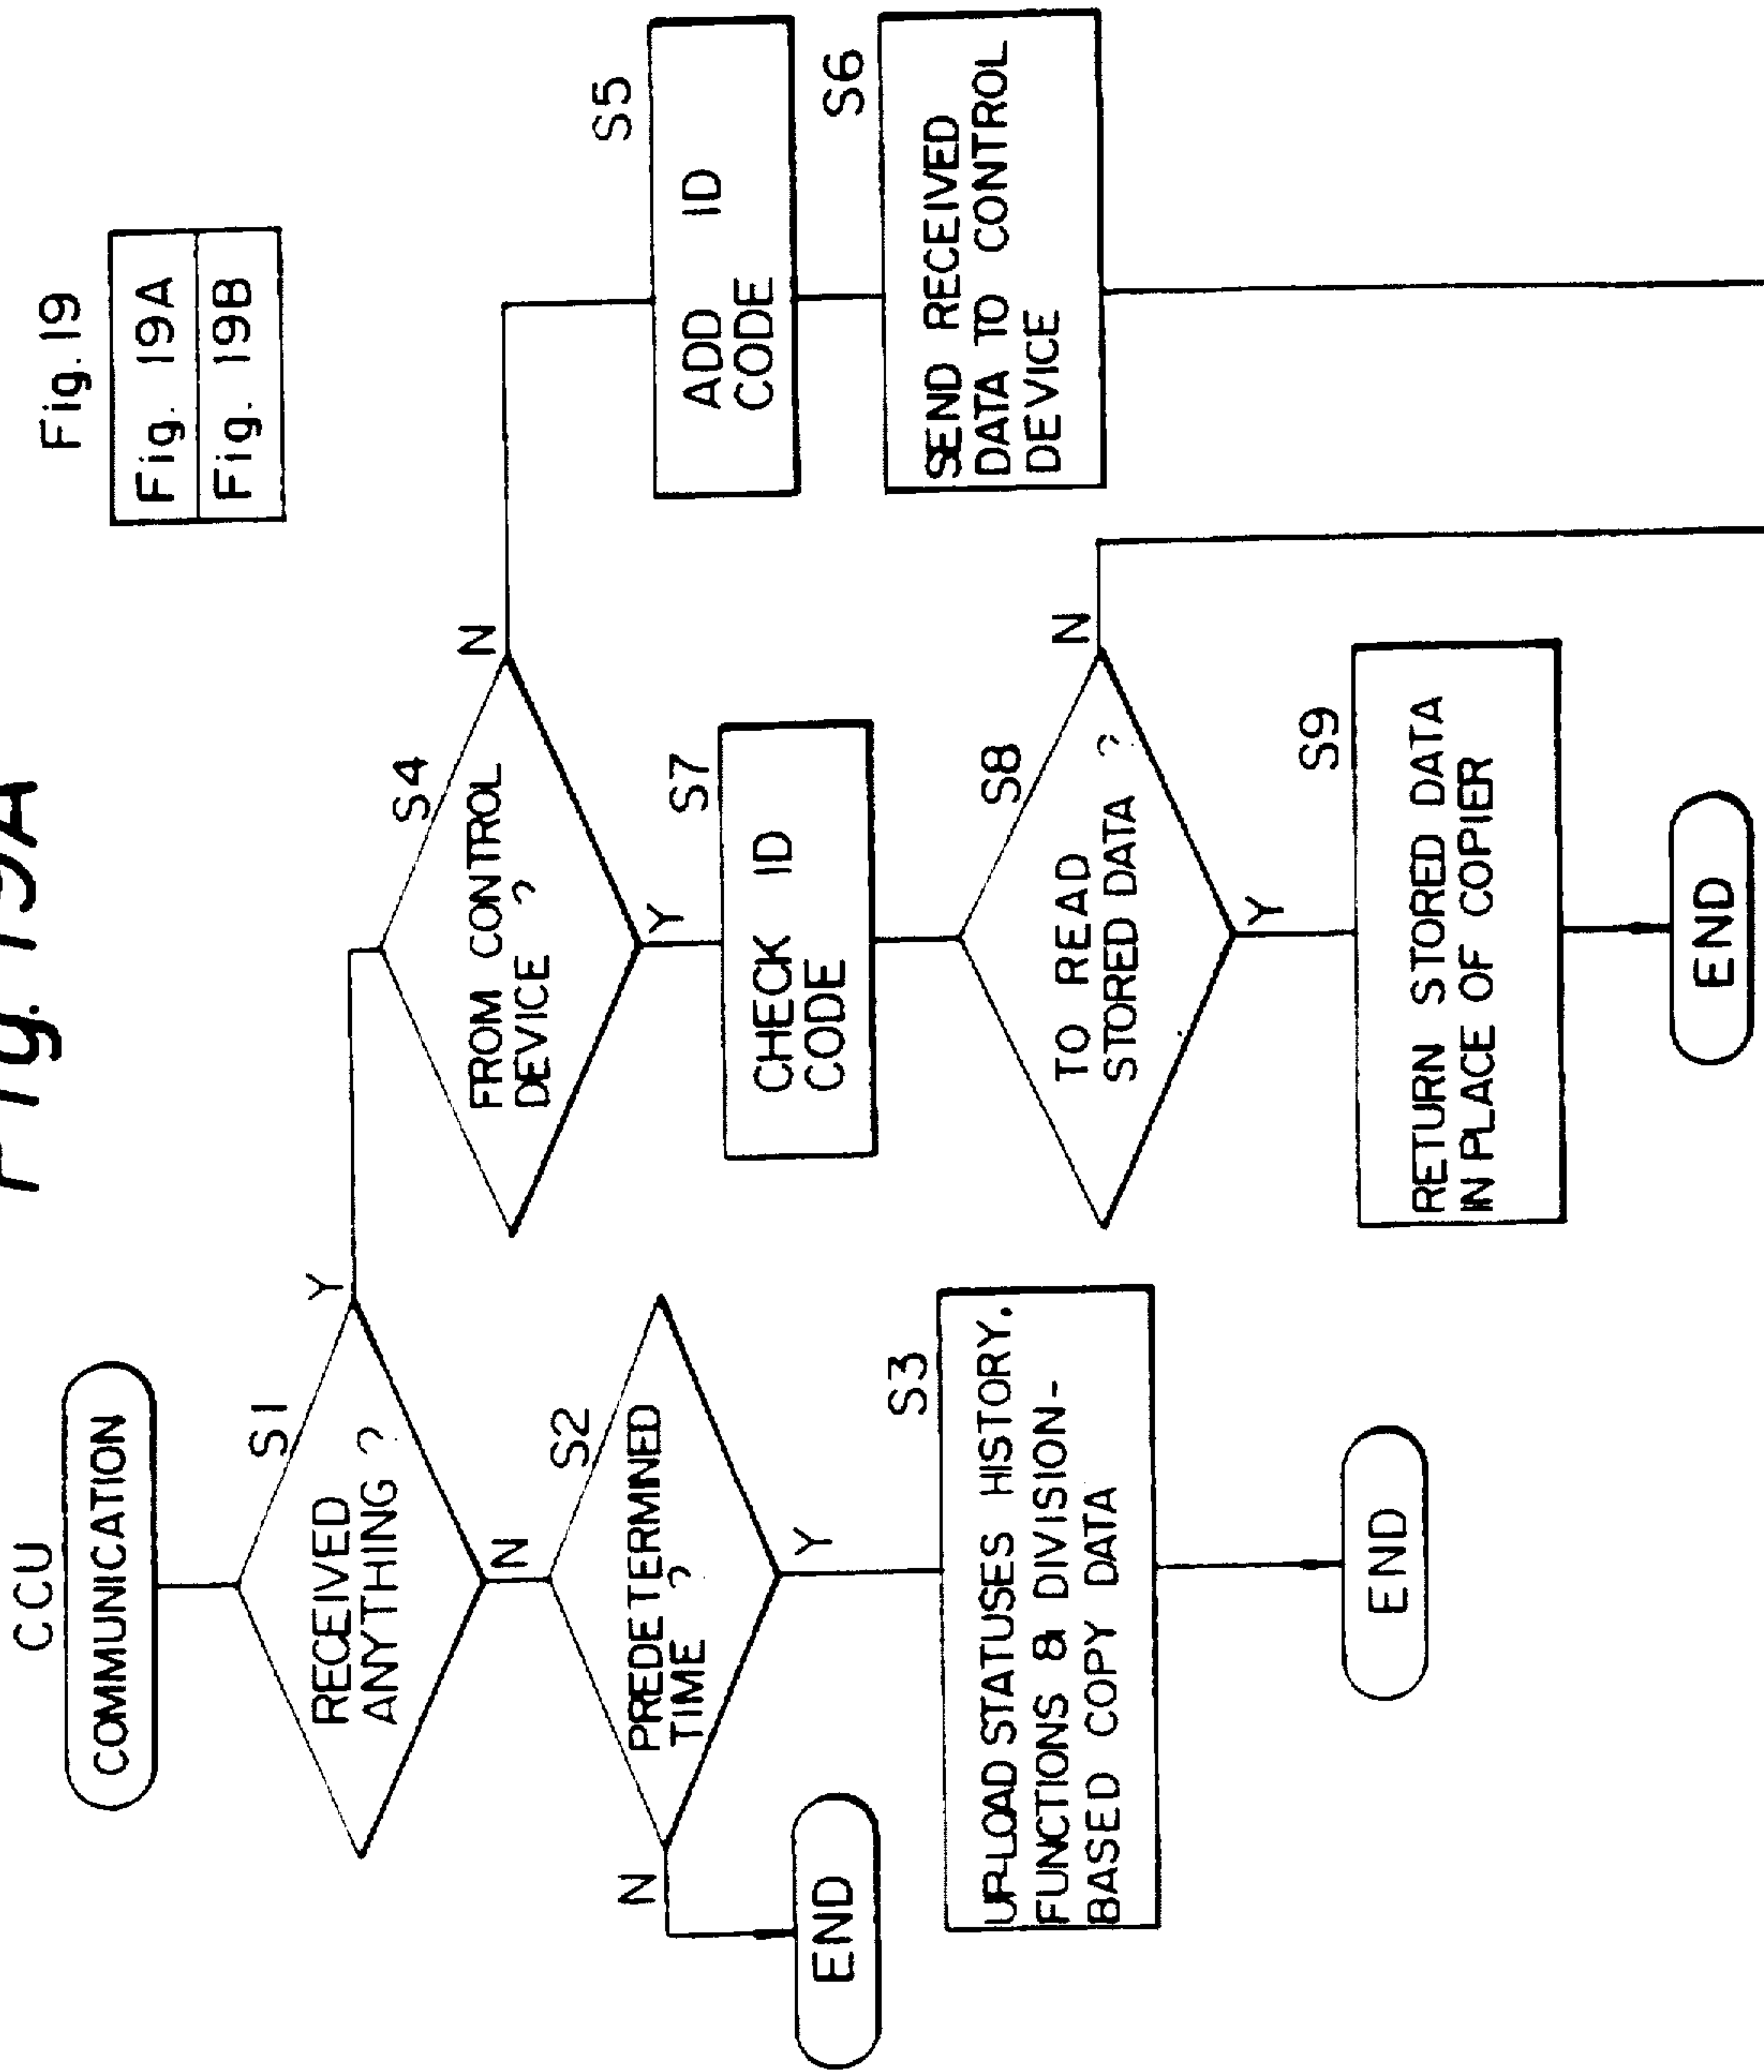 Fig. 19A
Fig. 19
Fig. 19A
Fig. 19B
CCU
COMMUNICATION
S1
RECEIVED
ANYTHING ?
Y
N
S2
PREDETERMINED
TIME ?
N
END
Y
S3
UP-LOAD STATUSES HISTORY.
FUNCTIONS & DIVISION-
BASED COPY DATA
END
S4
FROM CONTROL
DEVICE ?
N
Y
S5
ADD ID
CODE
S6
SEND RECEIVED
DATA TO CONTROL
DEVICE
S7
CHECK ID
CODE
S8
TO READ
STORED DATA ?
N
Y
S9
RETURN STORED DATA
IN PLACE OF COPIER
END